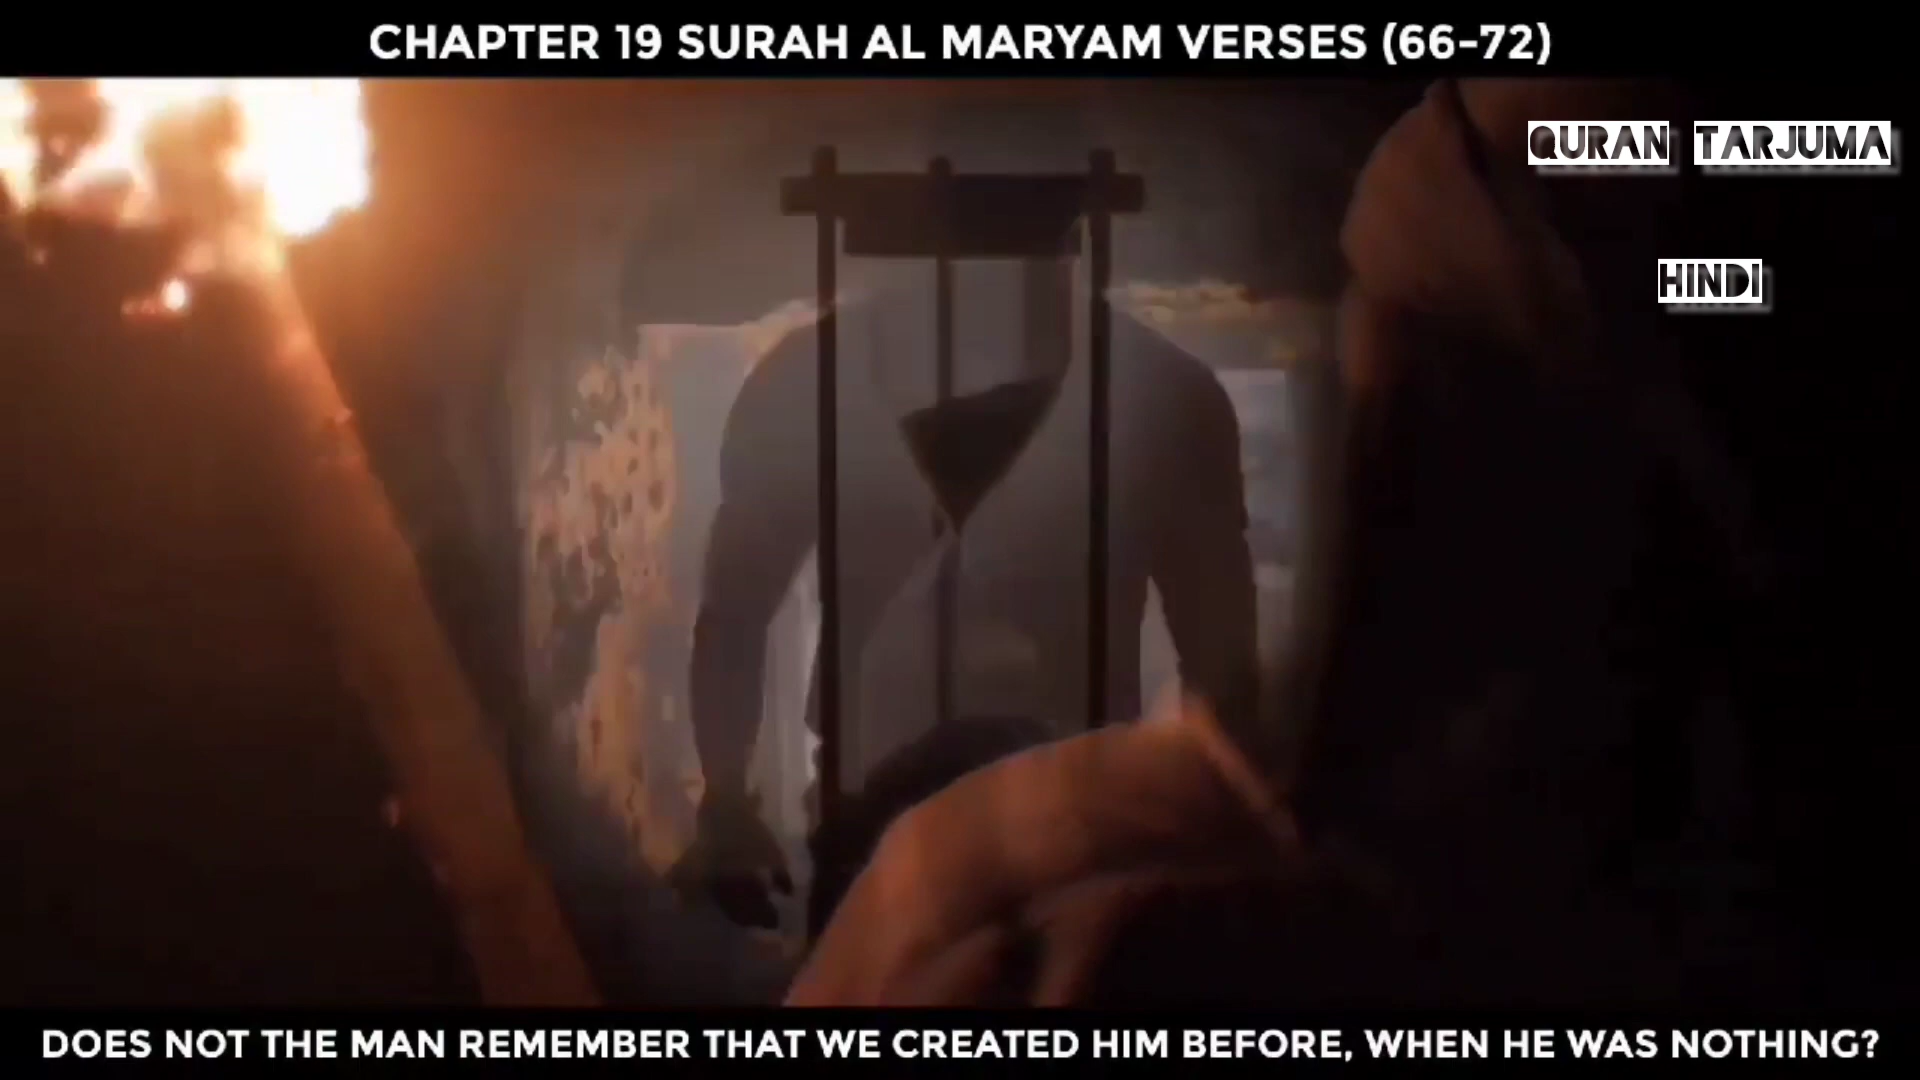 CHAPTER 19 SURAH AL MARYAM VERSES (66-72)
QURAN TARJUMA
HINDI
DOES NOT THE MAN REMEMBER THAT WE CREATED HIM BEFORE, WHEN HE WAS NOTHING?